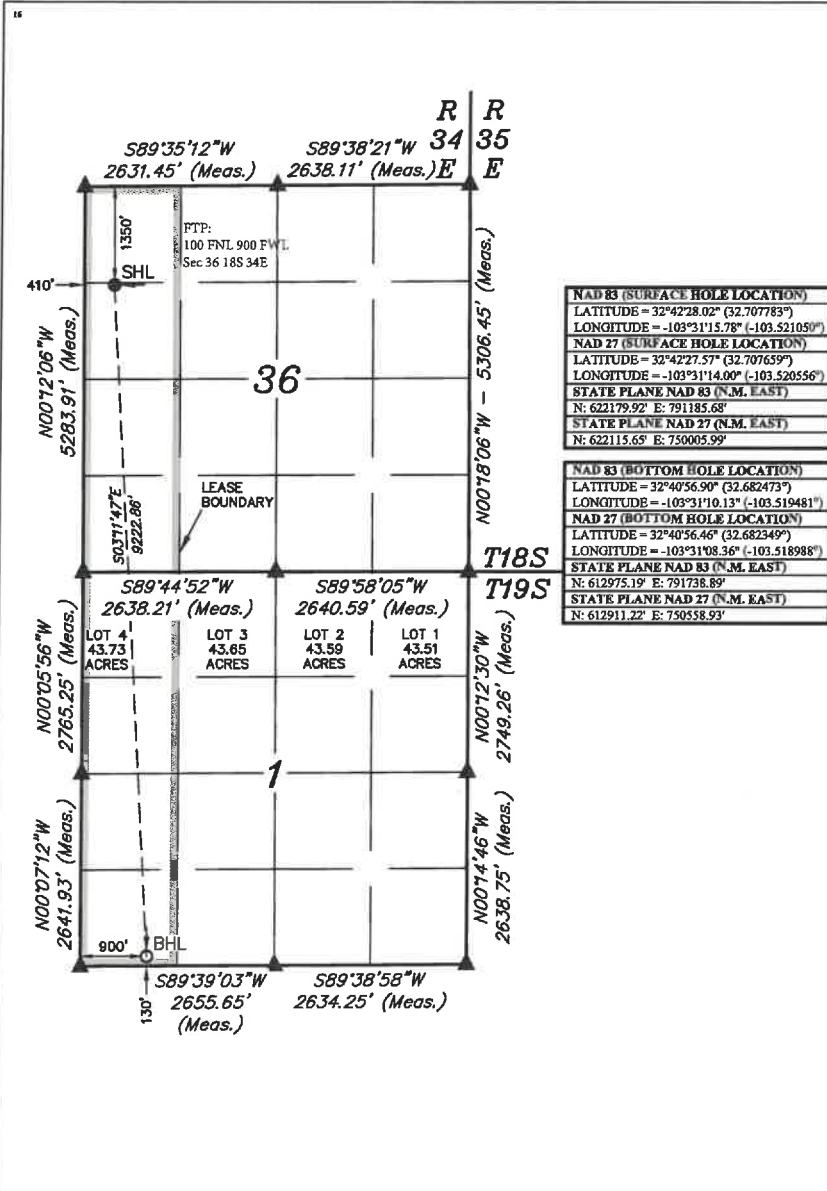 16
R R
34 35
E E
S89°35'12"W
2631.45' (Meas.)
S89°38'21"W
2638.11' (Meas.)
1350'
FTP:
100 FNL 900 FWL
Sec 36 18S 34E
410'
SHL
N00°12'06"W
5283.91' (Meas.)
36
N00°18'06"W – 5306.45' (Meas.)
LEASE
BOUNDARY
S03°11'47"E
9222.86'
T18S
T19S
S89°44'52"W
2638.21' (Meas.)
S89°58'05"W
2640.59' (Meas.)
LOT 4
43.73
ACRES
LOT 3
43.65
ACRES
LOT 2
43.59
ACRES
LOT 1
43.51
ACRES
N00°05'56"W
2765.25' (Meas.)
N00°12'30"W
2749.26' (Meas.)
1
N00°07'12"W
2641.93' (Meas.)
N00°14'46"W
2638.75' (Meas.)
900'
BHL
130'
S89°39'03"W
2655.65'
(Meas.)
S89°38'58"W
2634.25' (Meas.)
NAD 83 (SURFACE HOLE LOCATION)
LATITUDE = 32°42'28.02" (32.707783°)
LONGITUDE = -103°31'15.78" (-103.521050°)
NAD 27 (SURFACE HOLE LOCATION)
LATITUDE = 32°42'27.57" (32.707659°)
LONGITUDE = -103°31'14.00" (-103.520556°)
STATE PLANE NAD 83 (N.M. EAST)
N: 622179.92' E: 791185.68'
STATE PLANE NAD 27 (N.M. EAST)
N: 622115.65' E: 750005.99'
NAD 83 (BOTTOM HOLE LOCATION)
LATITUDE = 32°40'56.90" (32.682473°)
LONGITUDE = -103°31'10.13" (-103.519481°)
NAD 27 (BOTTOM HOLE LOCATION)
LATITUDE = 32°40'56.46" (32.682349°)
LONGITUDE = -103°31'08.36" (-103.518988°)
STATE PLANE NAD 83 (N.M. EAST)
N: 612975.19' E: 791738.89'
STATE PLANE NAD 27 (N.M. EAST)
N: 612911.22' E: 750558.93'